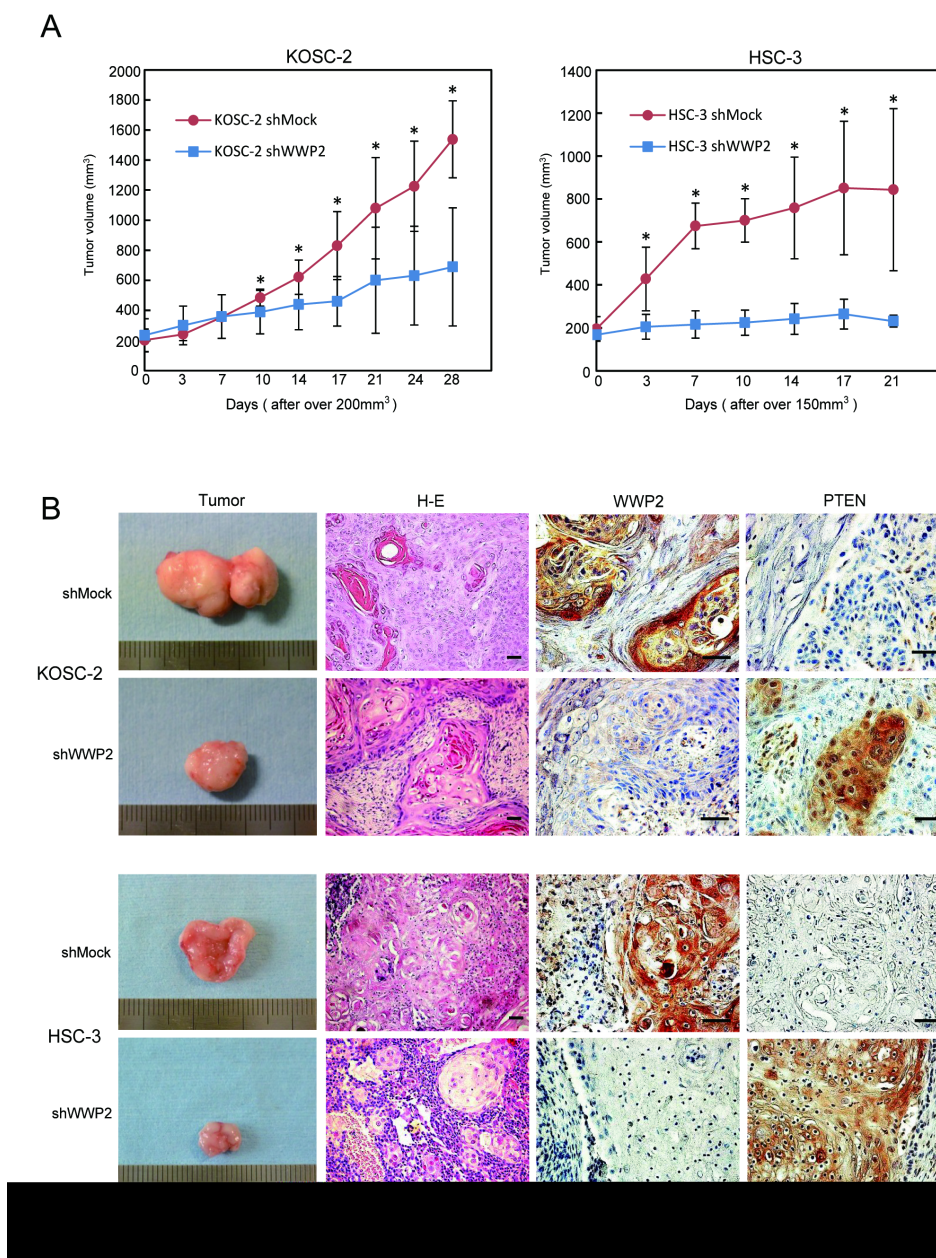 A
KOSC-2
Tumor volume (mm³)
2000
1800
1600
1400
1200
1000
800
600
400
200
0
KOSC-2 shMock
KOSC-2 shWWP2
* * * * * *
0 3 7 10 14 17 21 24 28
Days ( after over 200mm³ )
HSC-3
Tumor volume (mm³)
1400
1200
1000
800
600
400
200
0
HSC-3 shMock
HSC-3 shWWP2
* * * * * *
0 3 7 10 14 17 21
Days ( after over 150mm³ )
B
Tumor H-E WWP2 PTEN
shMock
KOSC-2
shWWP2
shMock
HSC-3
shWWP2